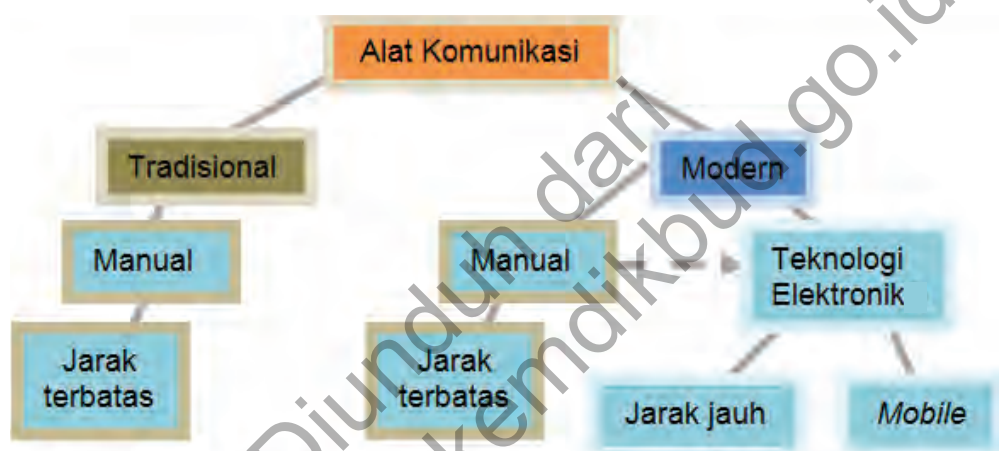 Alat Komunikasi
Tradisional
Modern
Manual
Manual
Teknologi
Elektronik
Jarak
terbatas
Jarak
terbatas
Jarak jauh
Mobile
Diunduh dari
kemdikbud.go.id